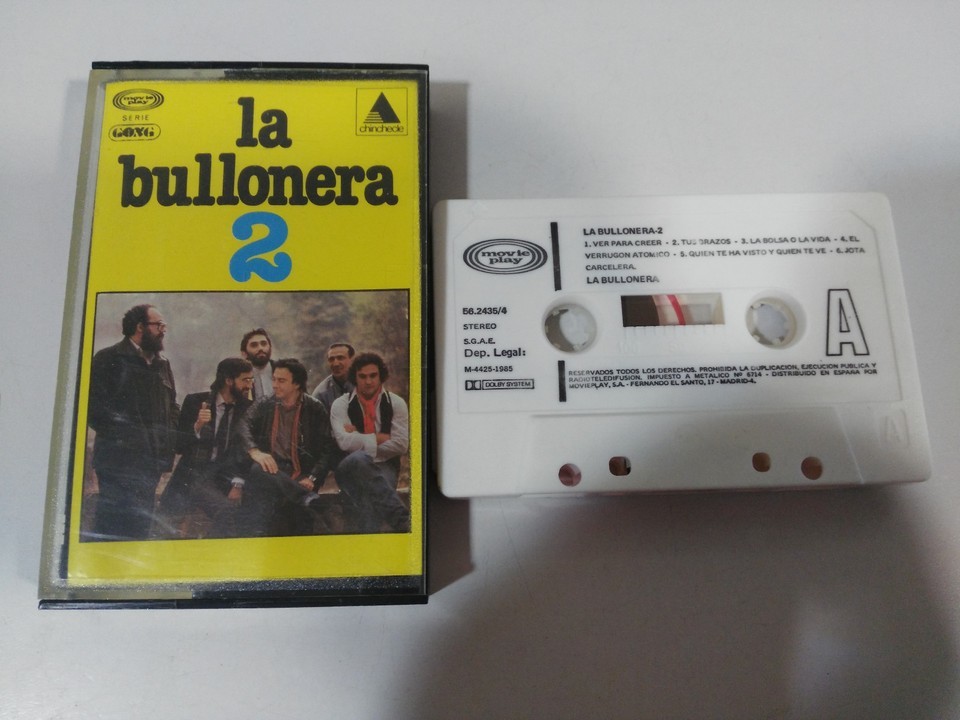 movie play
SERIE
GONG
la
bullonera
2
chinchecle
movie play
LA BULLONERA-2
1. VER PARA CREER - 2. TUS BRAZOS - 3. LA BOLSA O LA VIDA - 4. EL
VERRUGON ATOMICO - 5. QUIEN TE HA VISTO Y QUIEN TE VE - 6. JOTA
CARCELERA.
LA BULLONERA
56.2435/4
STEREO
S.G.A.E.
Dep. Legal:
M-4425-1985
DOLBY SYSTEM
A
RESERVADOS TODOS LOS DERECHOS. PROHIBIDA LA DUPLICACION, EJECUCION PUBLICA Y
RADIOTELEDIFUSION. IMPUESTO A METALICO Nº 5714 - DISTRIBUIDO EN ESPAÑA POR
MOVIEPLAY, S.A. - FERNANDO EL SANTO, 17 - MADRID-4.
A